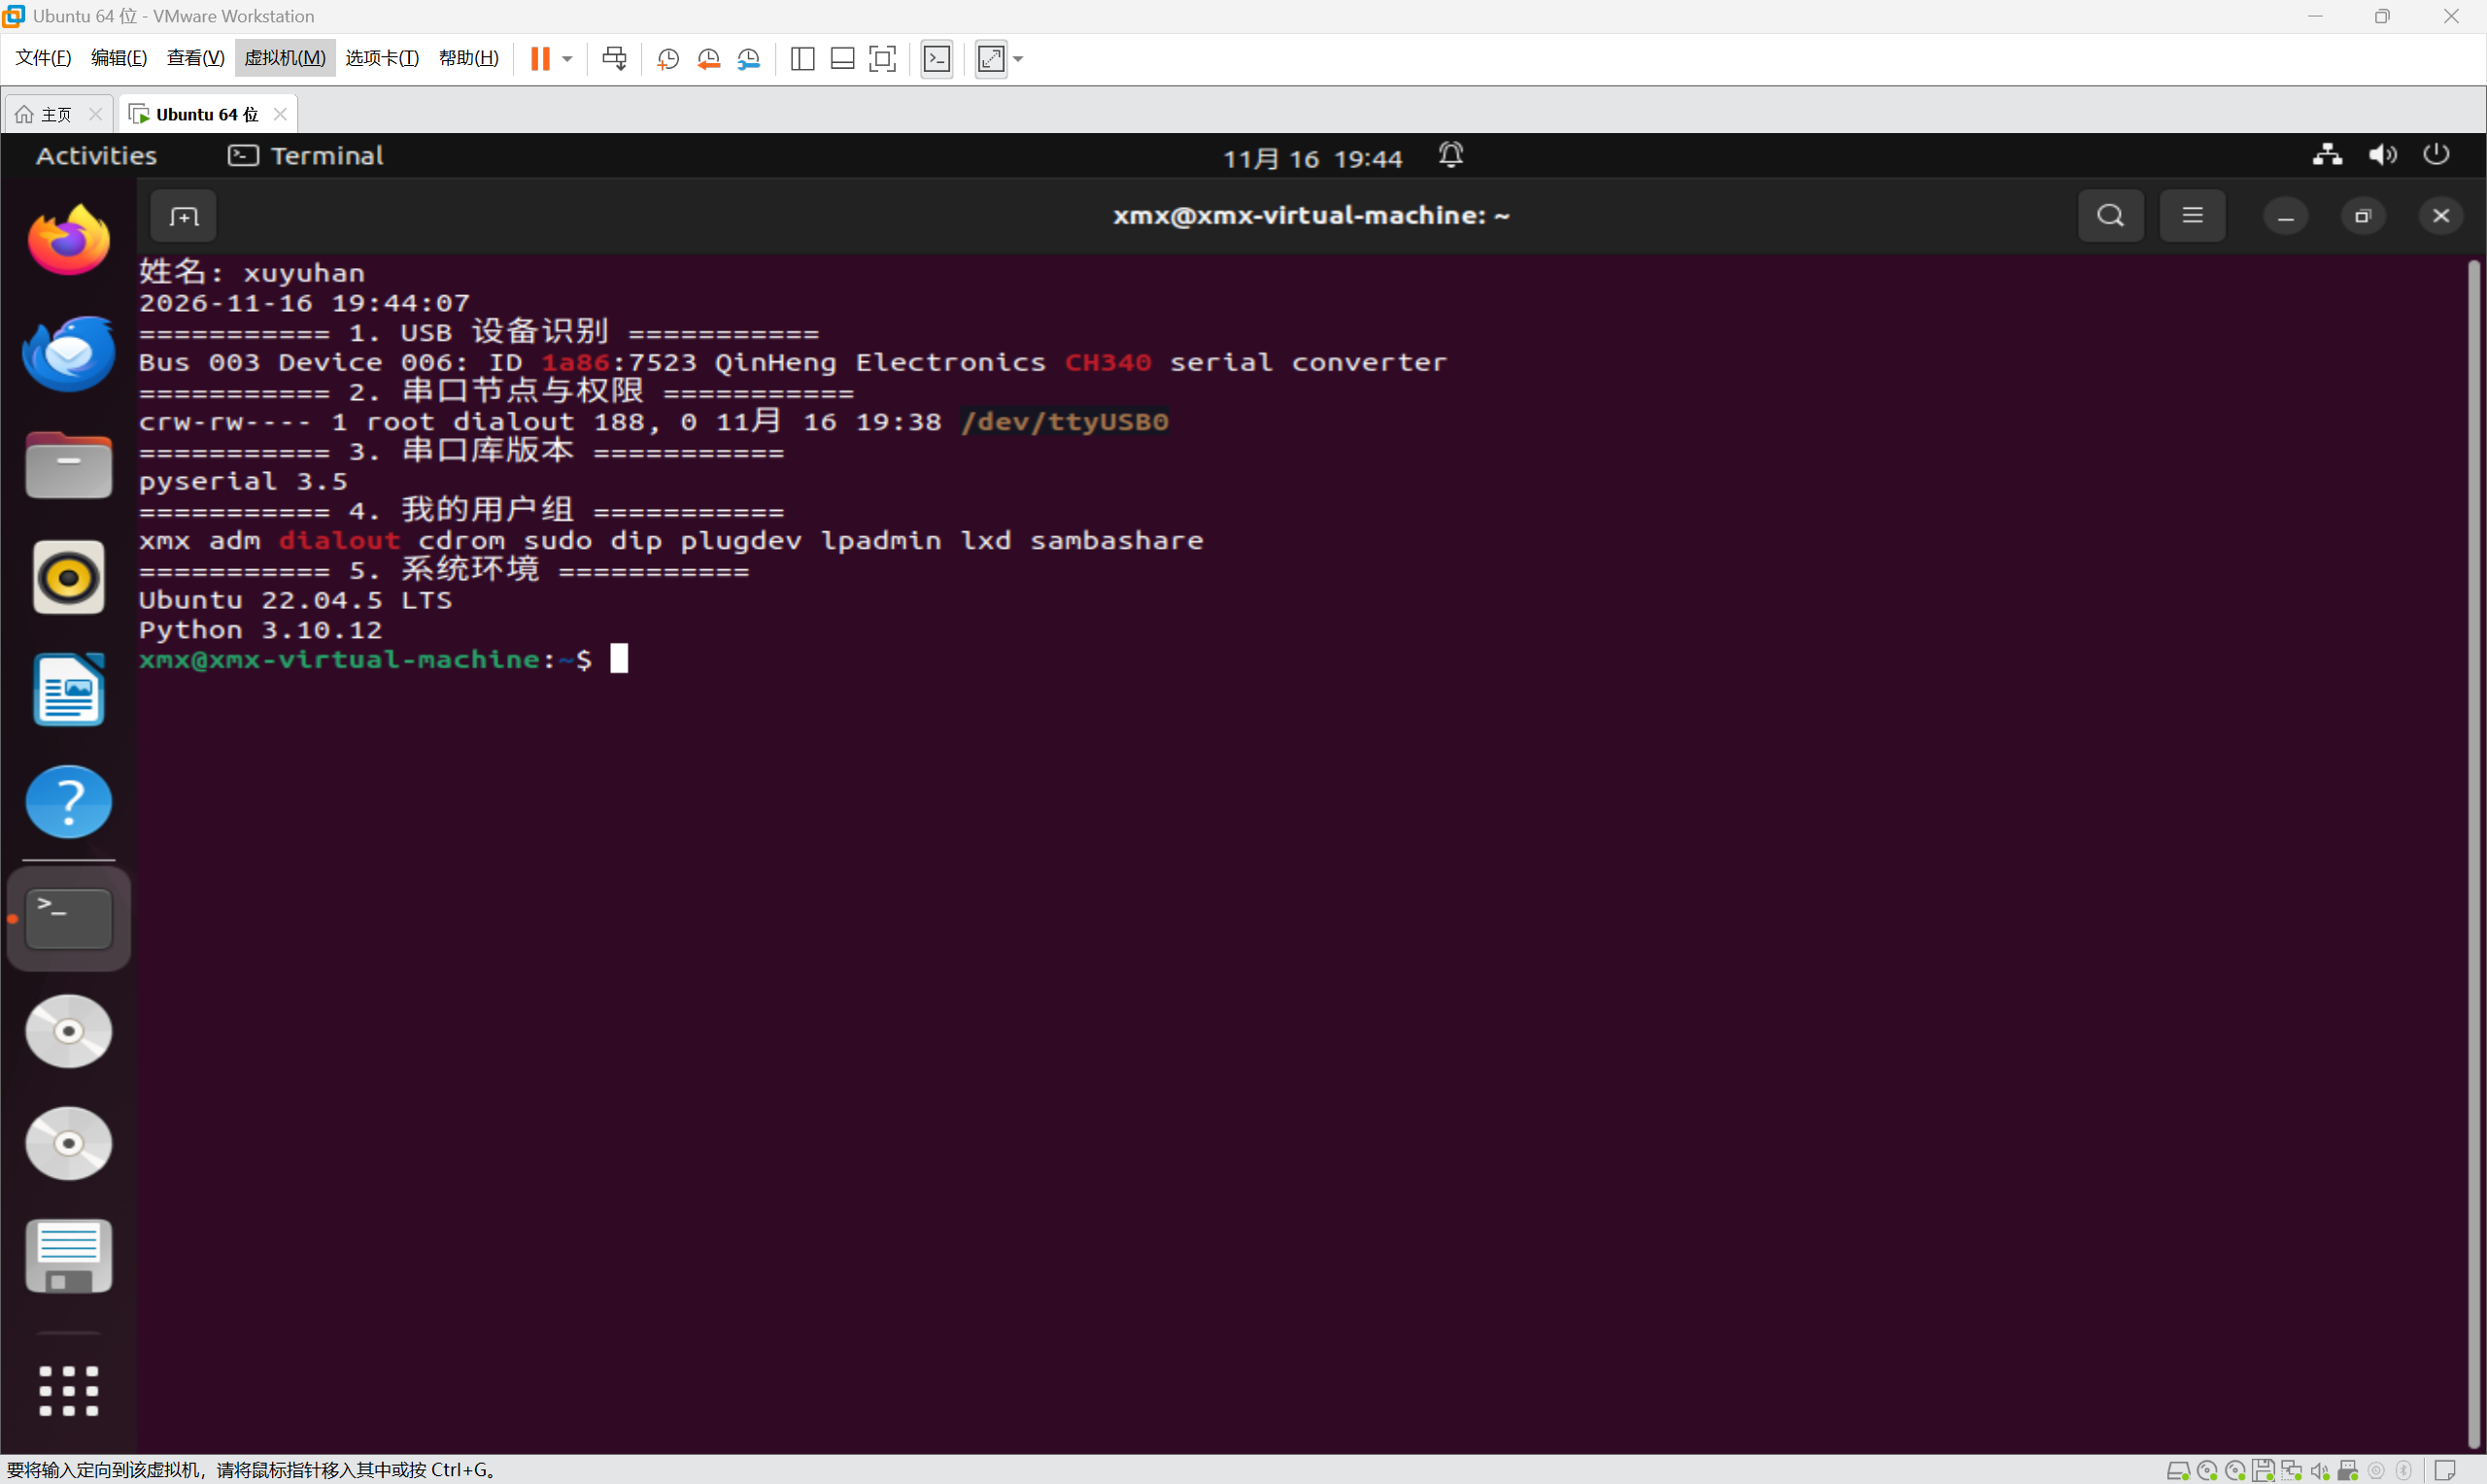 Ubuntu 64 位 - VMware Workstation
文件(F) 编辑(E) 查看(V) 虚拟机(M) 选项卡(T) 帮助(H)
主页 Ubuntu 64 位
Activities Terminal 11月 16 19:44
xmx@xmx-virtual-machine: ~
姓名: xuyuhan
2026-11-16 19:44:07
=========== 1. USB 设备识别 ===========
Bus 003 Device 006: ID 1a86:7523 QinHeng Electronics CH340 serial converter
=========== 2. 串口节点与权限 ===========
crw-rw---- 1 root dialout 188, 0 11月 16 19:38 /dev/ttyUSB0
=========== 3. 串口库版本 ===========
pyserial 3.5
=========== 4. 我的用户组 ===========
xmx adm dialout cdrom sudo dip plugdev lpadmin lxd sambashare
=========== 5. 系统环境 ===========
Ubuntu 22.04.5 LTS
Python 3.10.12
xmx@xmx-virtual-machine:~$
要将输入定向到该虚拟机，请将鼠标指针移入其中或按 Ctrl+G。